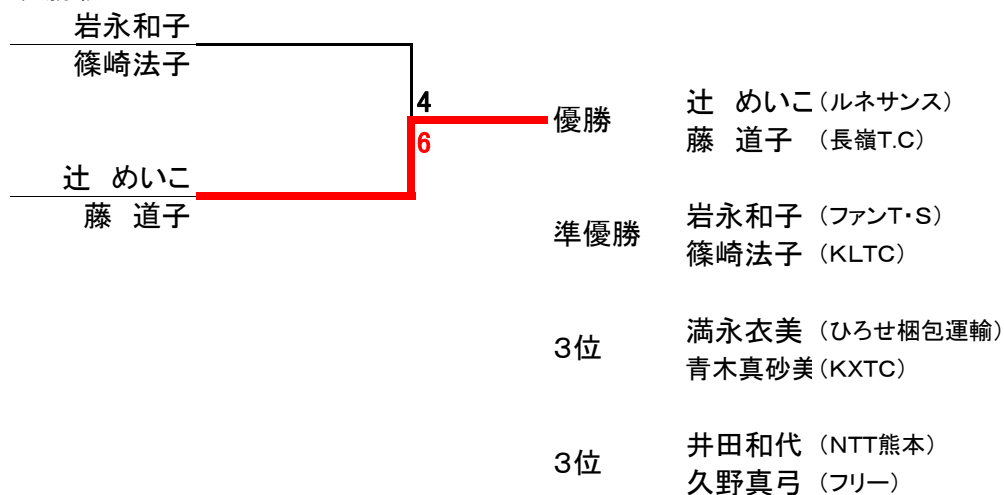 岩永和子
篠崎法子
4
6
辻　めいこ
藤　道子
優勝
辻　めいこ（ルネサンス）
藤　道子　（長嶺T.C）
準優勝
岩永和子　（ファンT・S）
篠崎法子　（KLTC）
3位
満永衣美　（ひろせ梱包運輸）
青木真砂美（KXTC）
3位
井田和代　（NTT熊本）
久野真弓　（フリー）